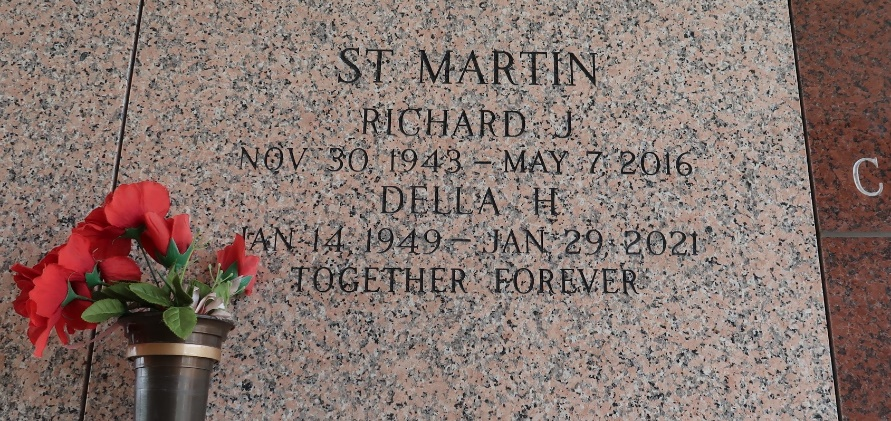 ST MARTIN
RICHARD J
NOV 30, 1943 – MAY 7, 2016
DELLA H
JAN 14, 1949 – JAN 29, 2021
TOGETHER FOREVER
C